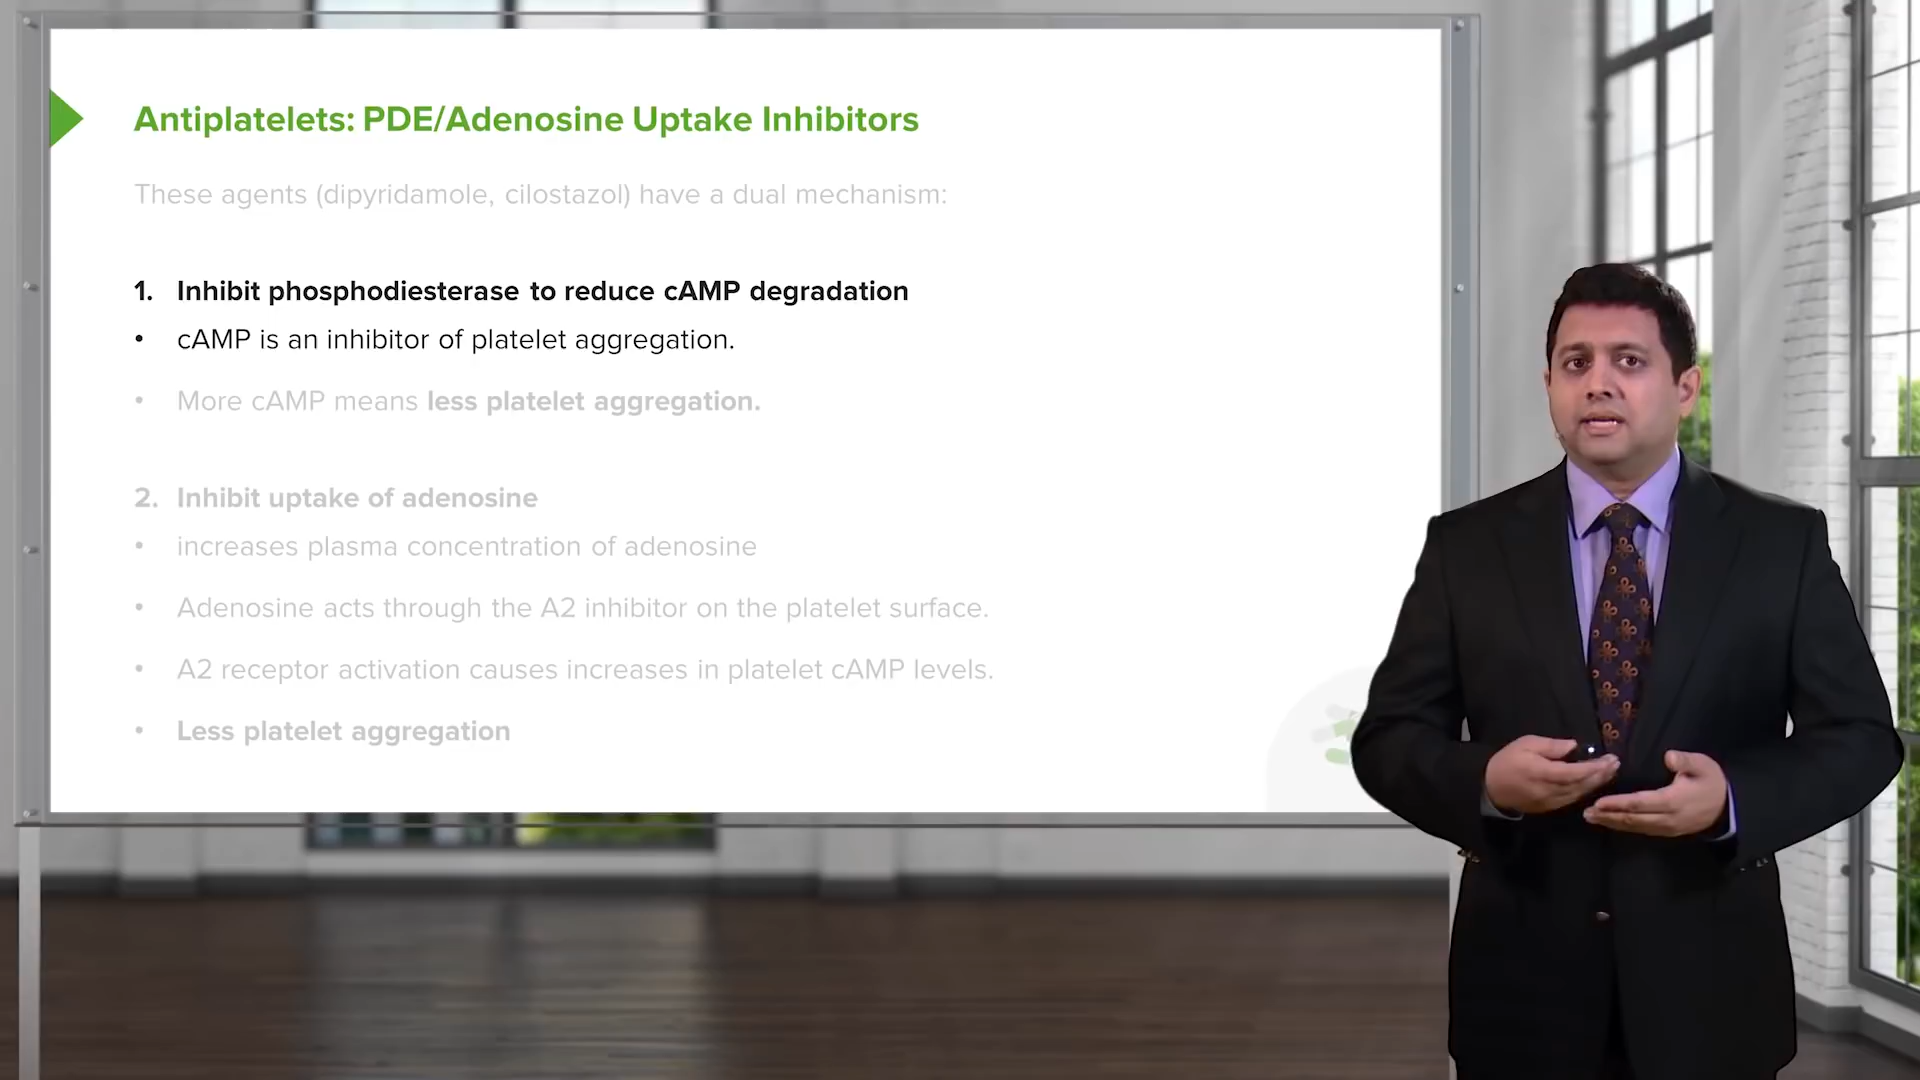 Antiplatelets: PDE/Adenosine Uptake Inhibitors
These agents (dipyridamole, cilostazol) have a dual mechanism:
1. Inhibit phosphodiesterase to reduce cAMP degradation
• cAMP is an inhibitor of platelet aggregation.
• More cAMP means less platelet aggregation.
2. Inhibit uptake of adenosine
• increases plasma concentration of adenosine
• Adenosine acts through the A2 inhibitor on the platelet surface.
• A2 receptor activation causes increases in platelet cAMP levels.
• Less platelet aggregation